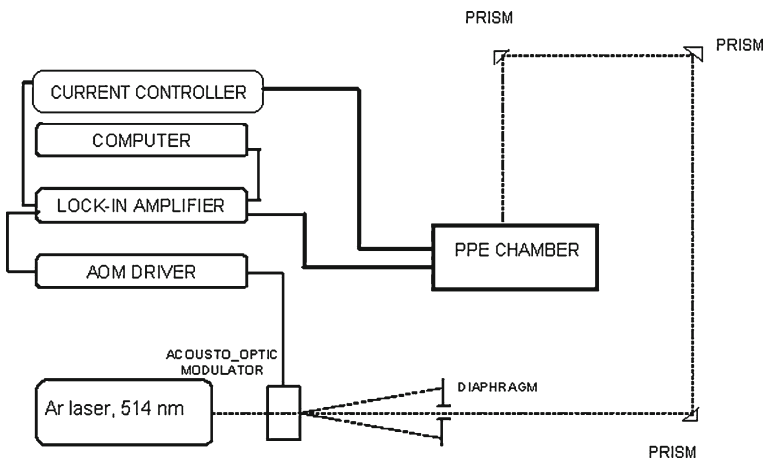 PRISM
PRISM
CURRENT CONTROLLER
COMPUTER
LOCK-IN AMPLIFIER
PPE CHAMBER
AOM DRIVER
ACOUSTO_OPTIC
MODULATOR
DIAPHRAGM
Ar laser, 514 nm
PRISM